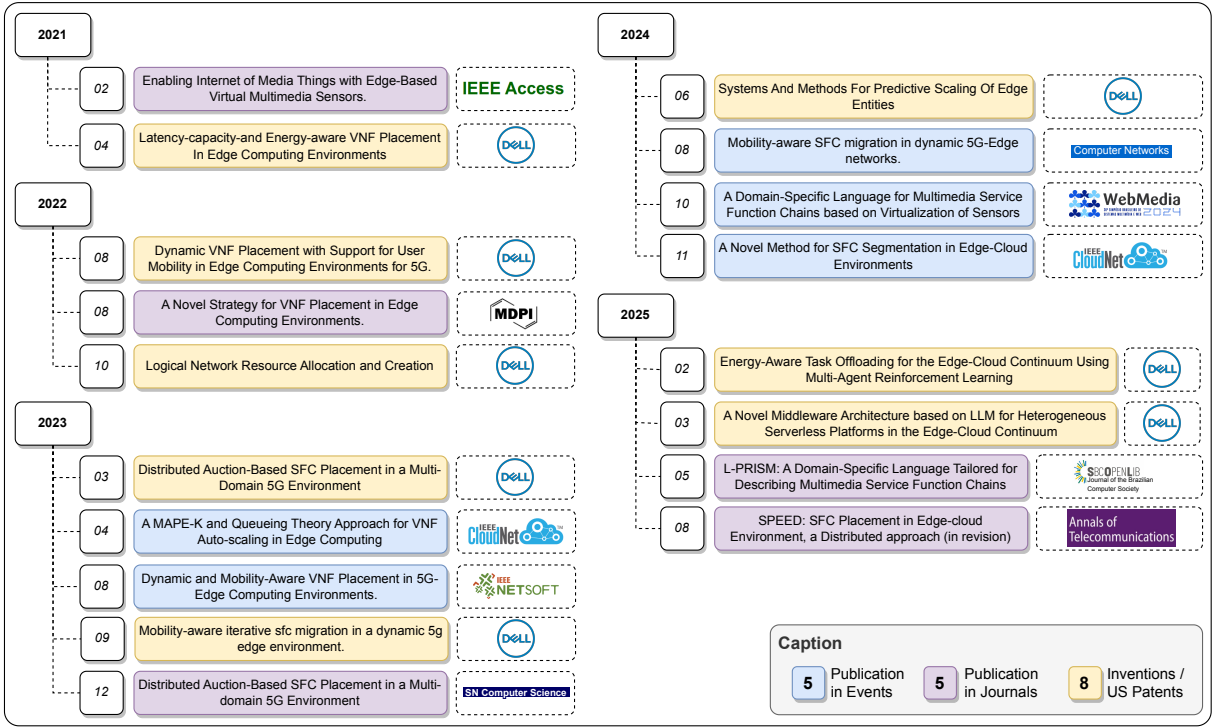 2021
02
Enabling Internet of Media Things with Edge-Based
Virtual Multimedia Sensors.
IEEE Access
04
Latency-capacity-and Energy-aware VNF Placement
In Edge Computing Environments
DELL
2022
08
Dynamic VNF Placement with Support for User
Mobility in Edge Computing Environments for 5G.
DELL
08
A Novel Strategy for VNF Placement in Edge
Computing Environments.
MDPI
10
Logical Network Resource Allocation and Creation
DELL
2023
03
Distributed Auction-Based SFC Placement in a Multi-
Domain 5G Environment
DELL
04
A MAPE-K and Queueing Theory Approach for VNF
Auto-scaling in Edge Computing
IEEE
CloudNet
TM
08
Dynamic and Mobility-Aware VNF Placement in 5G-
Edge Computing Environments.
IEEE
NETSOFT
09
Mobility-aware iterative sfc migration in a dynamic 5g
edge environment.
DELL
12
Distributed Auction-Based SFC Placement in a Multi-
domain 5G Environment
SN Computer Science
2024
06
Systems And Methods For Predictive Scaling Of Edge
Entities
DELL
08
Mobility-aware SFC migration in dynamic 5G-Edge
networks.
Computer Networks
10
A Domain-Specific Language for Multimedia Service
Function Chains based on Virtualization of Sensors
WebMedia
2024
11
A Novel Method for SFC Segmentation in Edge-Cloud
Environments
IEEE
CloudNet
TM
2025
02
Energy-Aware Task Offloading for the Edge-Cloud Continuum Using
Multi-Agent Reinforcement Learning
DELL
03
A Novel Middleware Architecture based on LLM for Heterogeneous
Serverless Platforms in the Edge-Cloud Continuum
DELL
05
L-PRISM: A Domain-Specific Language Tailored for
Describing Multimedia Service Function Chains
SBCOPENLIB
Journal of the Brazilian
Computer Society
08
SPEED: SFC Placement in Edge-cloud
Environment, a Distributed approach (in revision)
Annals of
Telecommunications
Caption
5
Publication
in Events
5
Publication
in Journals
8
Inventions /
US Patents